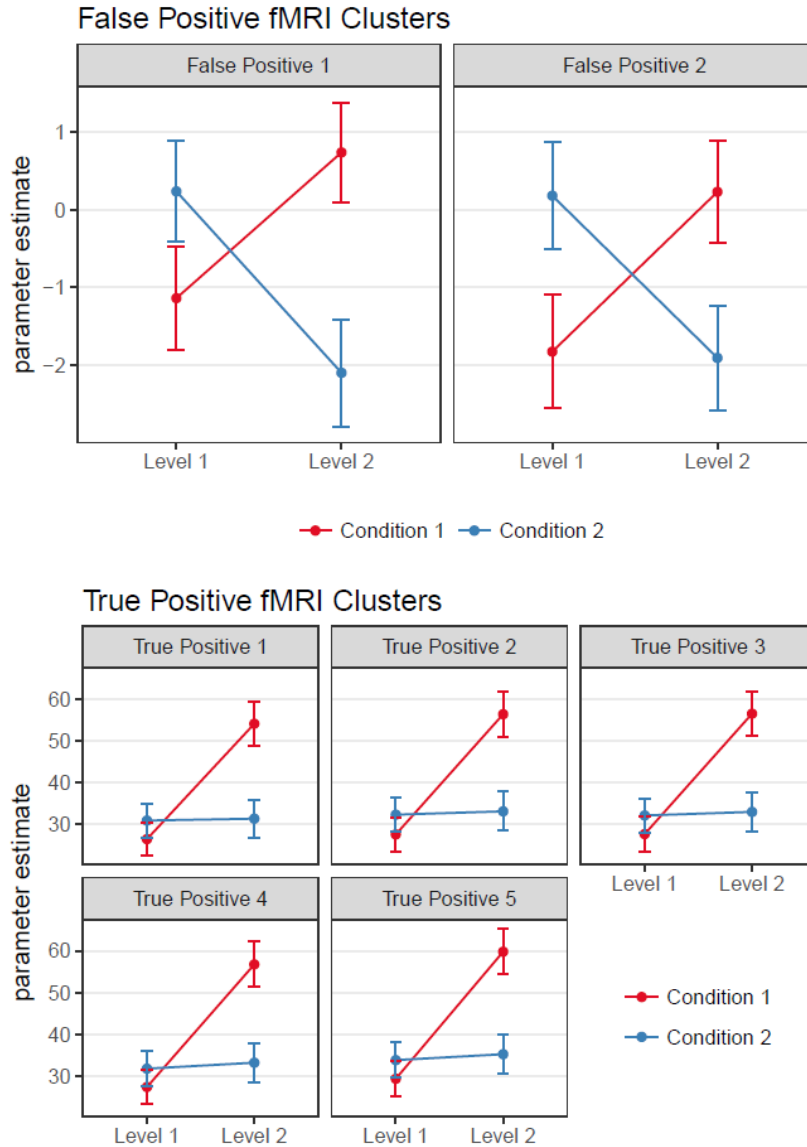 False Positive fMRI Clusters
False Positive 1
False Positive 2
1
0
−1
−2
parameter estimate
Level 1
Level 2
Level 1
Level 2
Condition 1
Condition 2
True Positive fMRI Clusters
True Positive 1
True Positive 2
True Positive 3
60
50
40
30
parameter estimate
Level 1
Level 2
True Positive 4
True Positive 5
60
50
40
30
Condition 1
Condition 2
Level 1
Level 2
Level 1
Level 2